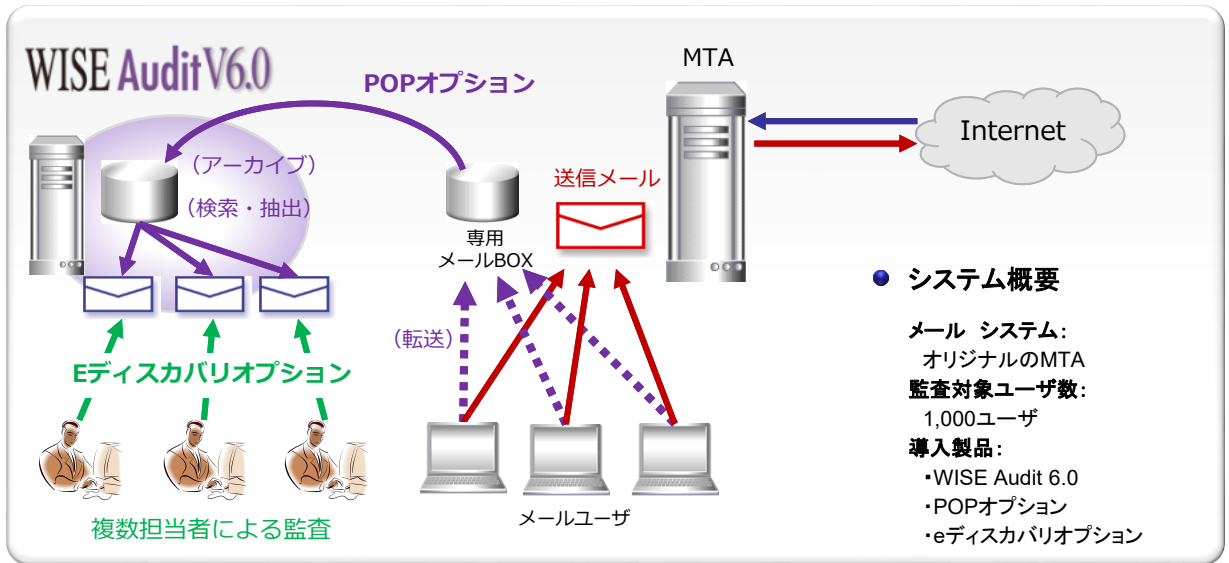 WISE Audit V6.0
POPオプション
MTA
Internet
(アーカイブ)
(検索・抽出)
送信メール
専用
メールBOX
(転送)
Eディスカバリオプション
複数担当者による監査
メールユーザ
● システム概要
メール システム:
オリジナルのMTA
監査対象ユーザ数:
1,000ユーザ
導入製品:
・WISE Audit 6.0
・POPオプション
・eディスカバリオプション